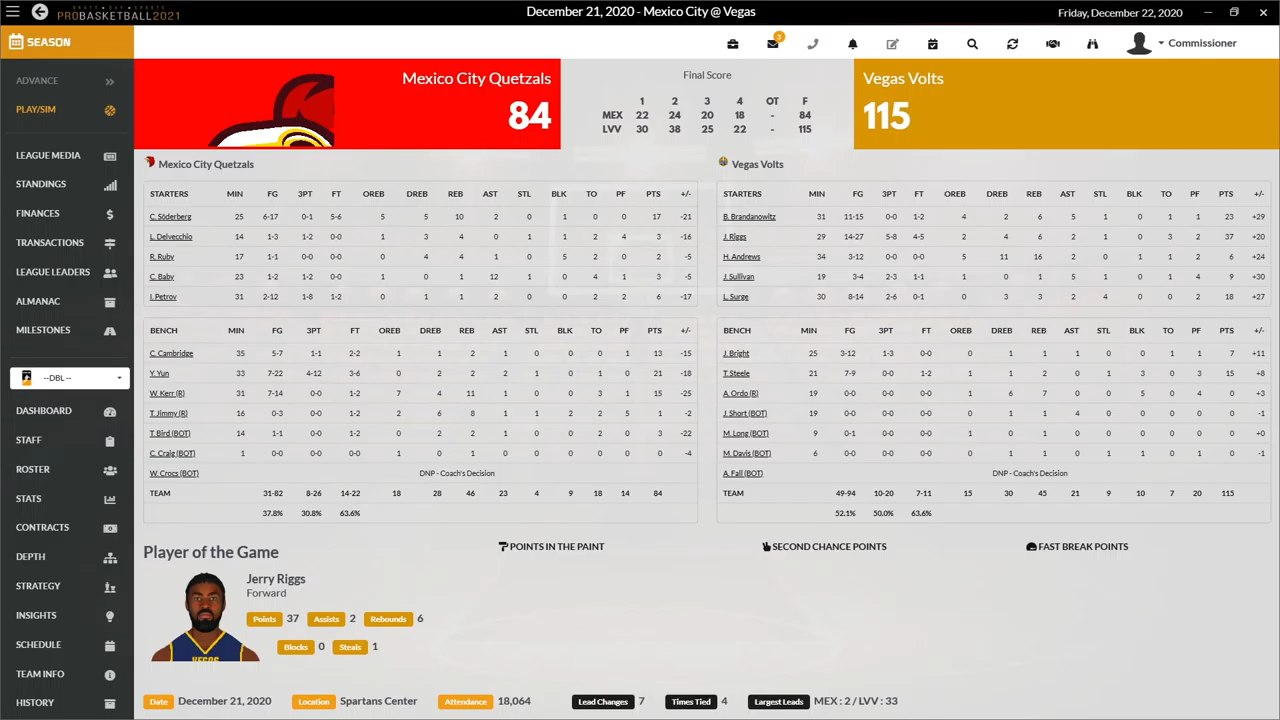 DRAFT DAY SPORTS
PROBASKETBALL2021
December 21, 2020 - Mexico City @ Vegas
Friday, December 22, 2020
SEASON
3
Commissioner
ADVANCE
PLAY/SIM
LEAGUE MEDIA
STANDINGS
FINANCES
TRANSACTIONS
LEAGUE LEADERS
ALMANAC
MILESTONES
--DBL --
DASHBOARD
STAFF
ROSTER
STATS
CONTRACTS
DEPTH
STRATEGY
INSIGHTS
SCHEDULE
TEAM INFO
HISTORY
Mexico City Quetzals
84
Final Score
1 2 3 4 OT F
MEX 22 24 20 18 - 84
LVV 30 38 25 22 - 115
Vegas Volts
115
Mexico City Quetzals
STARTERS MIN FG 3PT FT OREB DREB REB AST STL BLK TO PF PTS +/-
C. Söderberg 25 6-17 0-1 5-6 5 5 10 2 0 1 0 0 17 -21
L. Delvecchio 14 1-3 1-2 0-0 1 3 4 0 1 1 2 4 3 -16
R. Ruby 17 1-1 0-0 0-0 0 4 4 1 0 5 2 0 2 -5
C. Baby 23 1-2 1-2 0-0 1 0 1 12 1 0 4 1 3 -5
I. Petrov 31 2-12 1-8 1-2 0 1 1 2 1 0 2 2 6 -17
BENCH MIN FG 3PT FT OREB DREB REB AST STL BLK TO PF PTS +/-
C. Cambridge 35 5-7 1-1 2-2 1 1 2 1 0 0 0 1 13 -15
Y. Yun 33 7-22 4-12 3-6 0 2 2 2 1 0 1 0 21 -18
W. Kerr (R) 31 7-14 0-0 1-2 7 4 11 1 0 0 3 1 15 -25
T. Jimmy (R) 16 0-3 0-0 1-2 2 6 8 1 1 2 2 5 1 -2
T. Bird (BOT) 14 1-1 0-0 1-2 0 2 2 1 0 0 2 0 3 -22
C. Craig (BOT) 1 0-0 0-0 0-0 1 0 1 0 0 0 0 0 0 -4
W. Crocs (BOT) DNP - Coach's Decision
TEAM 31-82 8-26 14-22 18 28 46 23 4 9 18 14 84
37.8% 30.8% 63.6%
Vegas Volts
STARTERS MIN FG 3PT FT OREB DREB REB AST STL BLK TO PF PTS +/-
B. Brandanowitz 31 11-15 0-0 1-2 4 2 6 5 1 0 1 1 23 +29
J. Riggs 29 14-27 5-8 4-5 2 4 6 2 1 0 3 2 37 +20
H. Andrews 34 3-12 0-0 0-0 5 11 16 2 0 1 1 2 6 +24
J. Sullivan 19 3-4 2-3 1-1 1 0 1 5 1 0 1 4 9 +30
L. Surge 30 8-14 2-6 0-1 0 3 3 2 4 0 0 2 18 +27
BENCH MIN FG 3PT FT OREB DREB REB AST STL BLK TO PF PTS +/-
J. Bright 25 3-12 1-3 0-0 0 1 1 1 0 0 1 1 7 +11
T. Steele 21 7-9 0-0 1-2 1 0 1 0 1 3 0 3 15 +8
A. Ordo (R) 19 0-0 0-0 0-0 1 6 7 0 0 5 0 4 0 +3
J. Short (BOT) 19 0-0 0-0 0-0 0 1 1 4 0 0 0 0 0 -1
M. Long (BOT) 9 0-1 0-0 0-0 1 0 1 0 0 0 0 0 0 +0
M. Davis (BOT) 6 0-0 0-0 0-0 0 1 1 0 1 1 0 1 0 -1
A. Fall (BOT) DNP - Coach's Decision
TEAM 49-94 10-20 7-11 15 30 45 21 9 10 7 20 115
52.1% 50.0% 63.6%
Player of the Game
POINTS IN THE PAINT
SECOND CHANCE POINTS
FAST BREAK POINTS
VEGAS
Jerry Riggs
Forward
Points 37 Assists 2 Rebounds 6
Blocks 0 Steals 1
Date December 21, 2020 Location Spartans Center Attendance 18,064 Lead Changes 7 Times Tied 4 Largest Leads MEX : 2 / LVV : 33